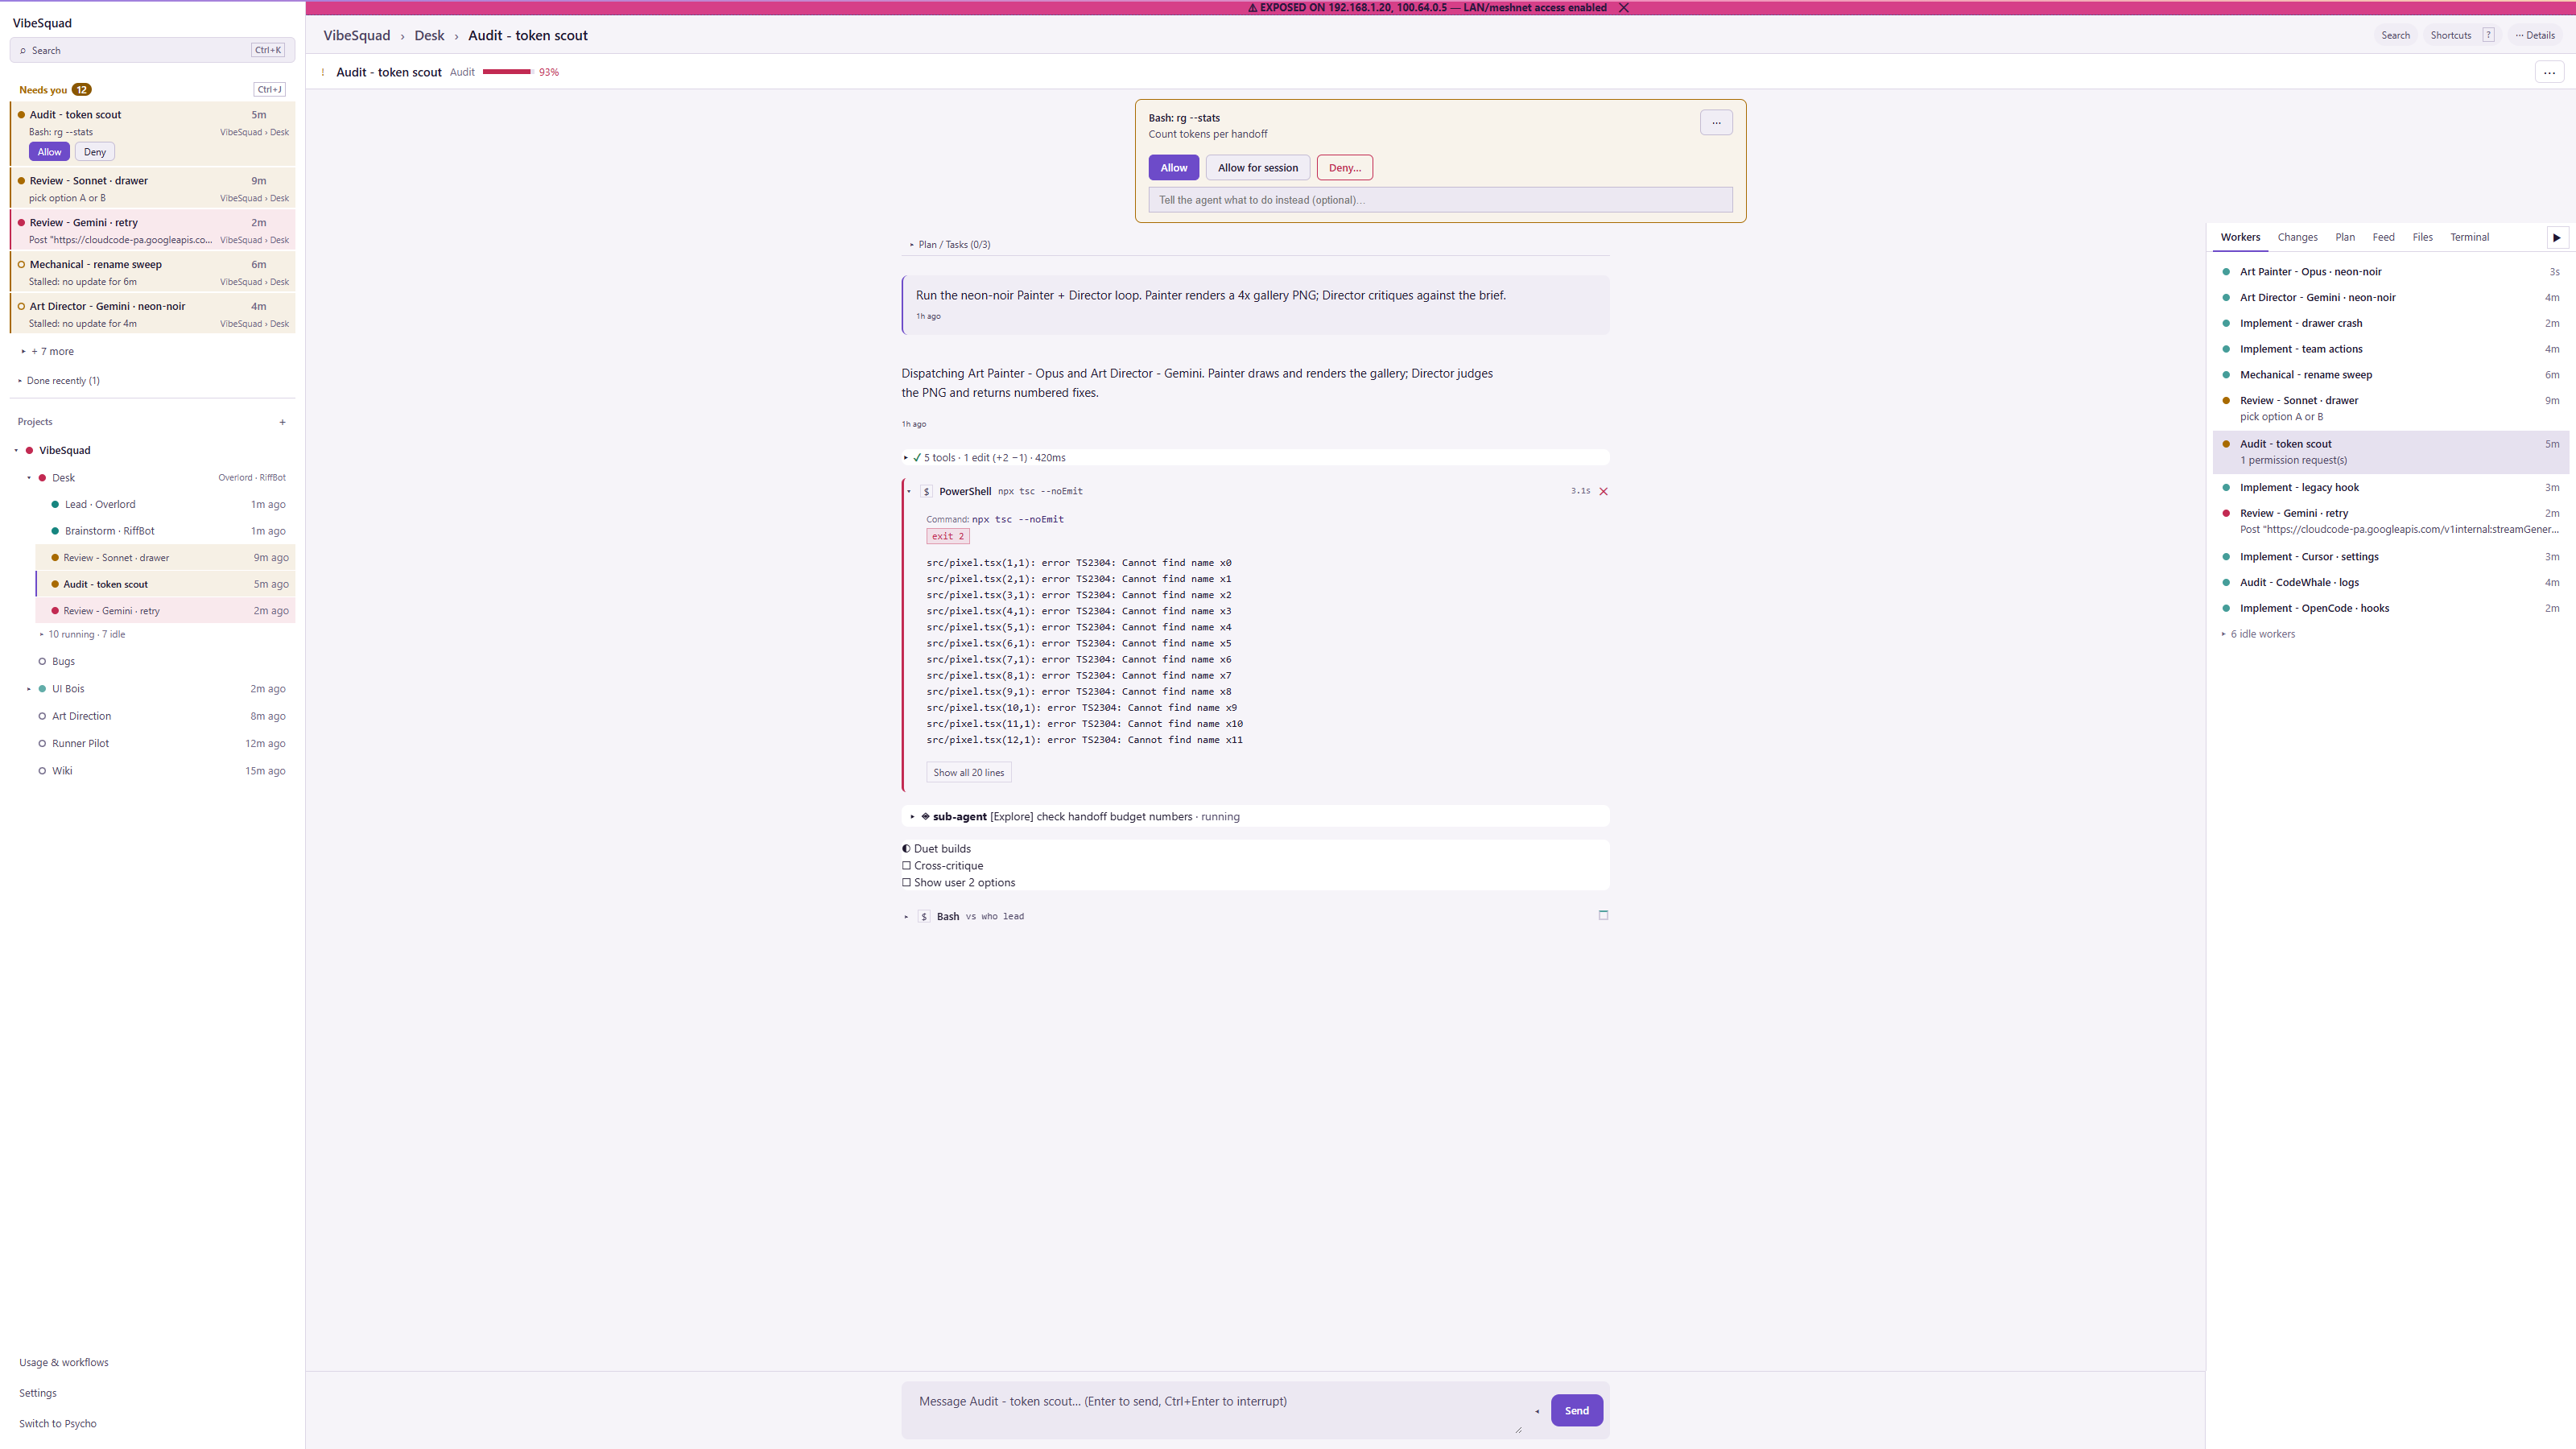 VibeSquad
Search Ctrl+K
Needs you 12 Ctrl+J
Audit - token scout 5m
Bash: rg --stats VibeSquad › Desk
Allow Deny
Review - Sonnet · drawer 9m
pick option A or B VibeSquad › Desk
Review - Gemini · retry 2m
Post "https://cloudcode-pa.googleapis.co... VibeSquad › Desk
Mechanical - rename sweep 6m
Stalled: no update for 6m VibeSquad › Desk
Art Director - Gemini · neon-noir 4m
Stalled: no update for 4m VibeSquad › Desk
+ 7 more
Done recently (1)
Projects +
VibeSquad
Desk Overlord · RiffBot
Lead · Overlord 1m ago
Brainstorm · RiffBot 1m ago
Review - Sonnet · drawer 9m ago
Audit - token scout 5m ago
Review - Gemini · retry 2m ago
10 running · 7 idle
Bugs
UI Bois 2m ago
Art Direction 8m ago
Runner Pilot 12m ago
Wiki 15m ago
Usage & workflows
Settings
Switch to Psycho
⚠ EXPOSED ON 192.168.1.20, 100.64.0.5 — LAN/meshnet access enabled
VibeSquad › Desk › Audit - token scout
Search Shortcuts ? ··· Details
! Audit - token scout Audit 93% ...
Bash: rg --stats ...
Count tokens per handoff
Allow Allow for session Deny...
Tell the agent what to do instead (optional)...
Plan / Tasks (0/3)
Run the neon-noir Painter + Director loop. Painter renders a 4x gallery PNG; Director critiques against the brief.
1h ago
Dispatching Art Painter - Opus and Art Director - Gemini. Painter draws and renders the gallery; Director judges
the PNG and returns numbered fixes.
1h ago
✓ 5 tools · 1 edit (+2 −1) · 420ms
$ PowerShell npx tsc --noEmit 3.1s
Command: npx tsc --noEmit
exit 2
src/pixel.tsx(1,1): error TS2304: Cannot find name x0
src/pixel.tsx(2,1): error TS2304: Cannot find name x1
src/pixel.tsx(3,1): error TS2304: Cannot find name x2
src/pixel.tsx(4,1): error TS2304: Cannot find name x3
src/pixel.tsx(5,1): error TS2304: Cannot find name x4
src/pixel.tsx(6,1): error TS2304: Cannot find name x5
src/pixel.tsx(7,1): error TS2304: Cannot find name x6
src/pixel.tsx(8,1): error TS2304: Cannot find name x7
src/pixel.tsx(9,1): error TS2304: Cannot find name x8
src/pixel.tsx(10,1): error TS2304: Cannot find name x9
src/pixel.tsx(11,1): error TS2304: Cannot find name x10
src/pixel.tsx(12,1): error TS2304: Cannot find name x11
Show all 20 lines
sub-agent [Explore] check handoff budget numbers · running
◐ Duet builds
☐ Cross-critique
☐ Show user 2 options
$ Bash vs who lead
Message Audit - token scout... (Enter to send, Ctrl+Enter to interrupt)
Send
Workers Changes Plan Feed Files Terminal
Art Painter - Opus · neon-noir 3s
Art Director - Gemini · neon-noir 4m
Implement - drawer crash 2m
Implement - team actions 4m
Mechanical - rename sweep 6m
Review - Sonnet · drawer 9m
pick option A or B
Audit - token scout 5m
1 permission request(s)
Implement - legacy hook 3m
Review - Gemini · retry 2m
Post "https://cloudcode-pa.googleapis.com/v1internal:streamGener...
Implement - Cursor · settings 3m
Audit - CodeWhale · logs 4m
Implement - OpenCode · hooks 2m
6 idle workers